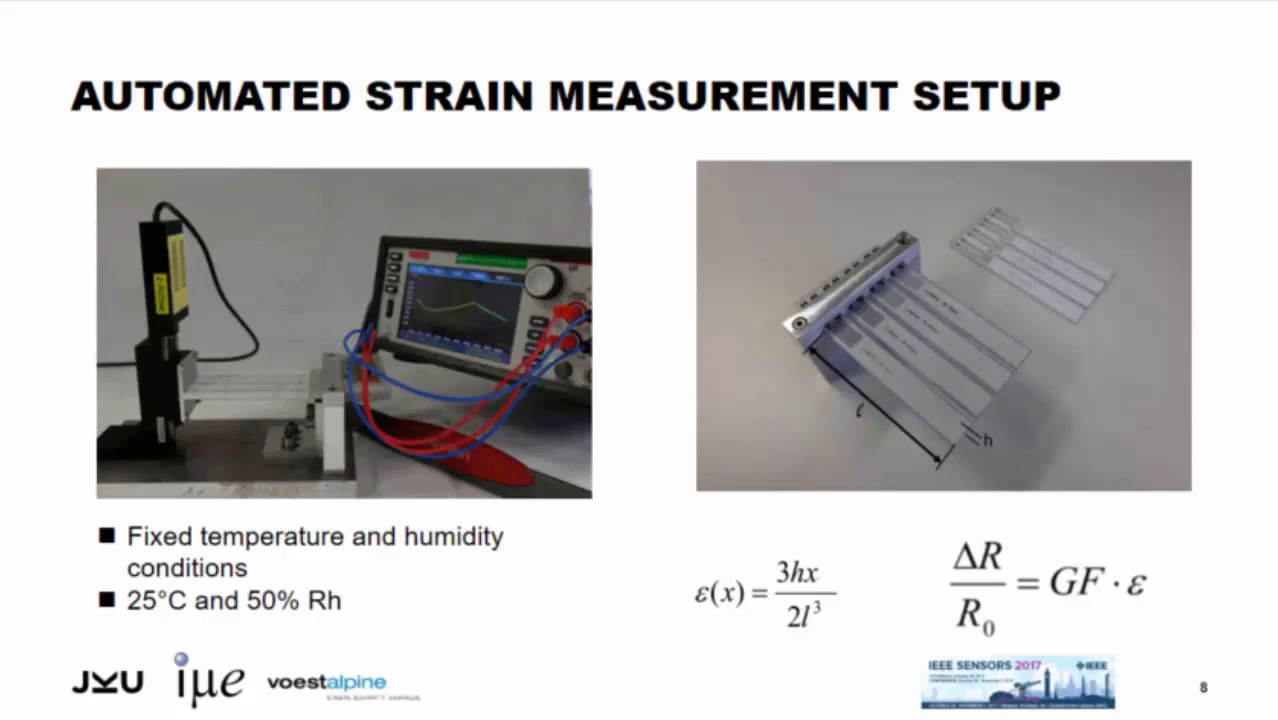 AUTOMATED STRAIN MEASUREMENT SETUP
l
h
■ Fixed temperature and humidity
conditions
■ 25°C and 50% Rh
ε(x) = 3hx / 2l³
ΔR / R₀ = GF · ε
JKU
iμe
voestalpine
IEEE SENSORS 2017
IEEE
8